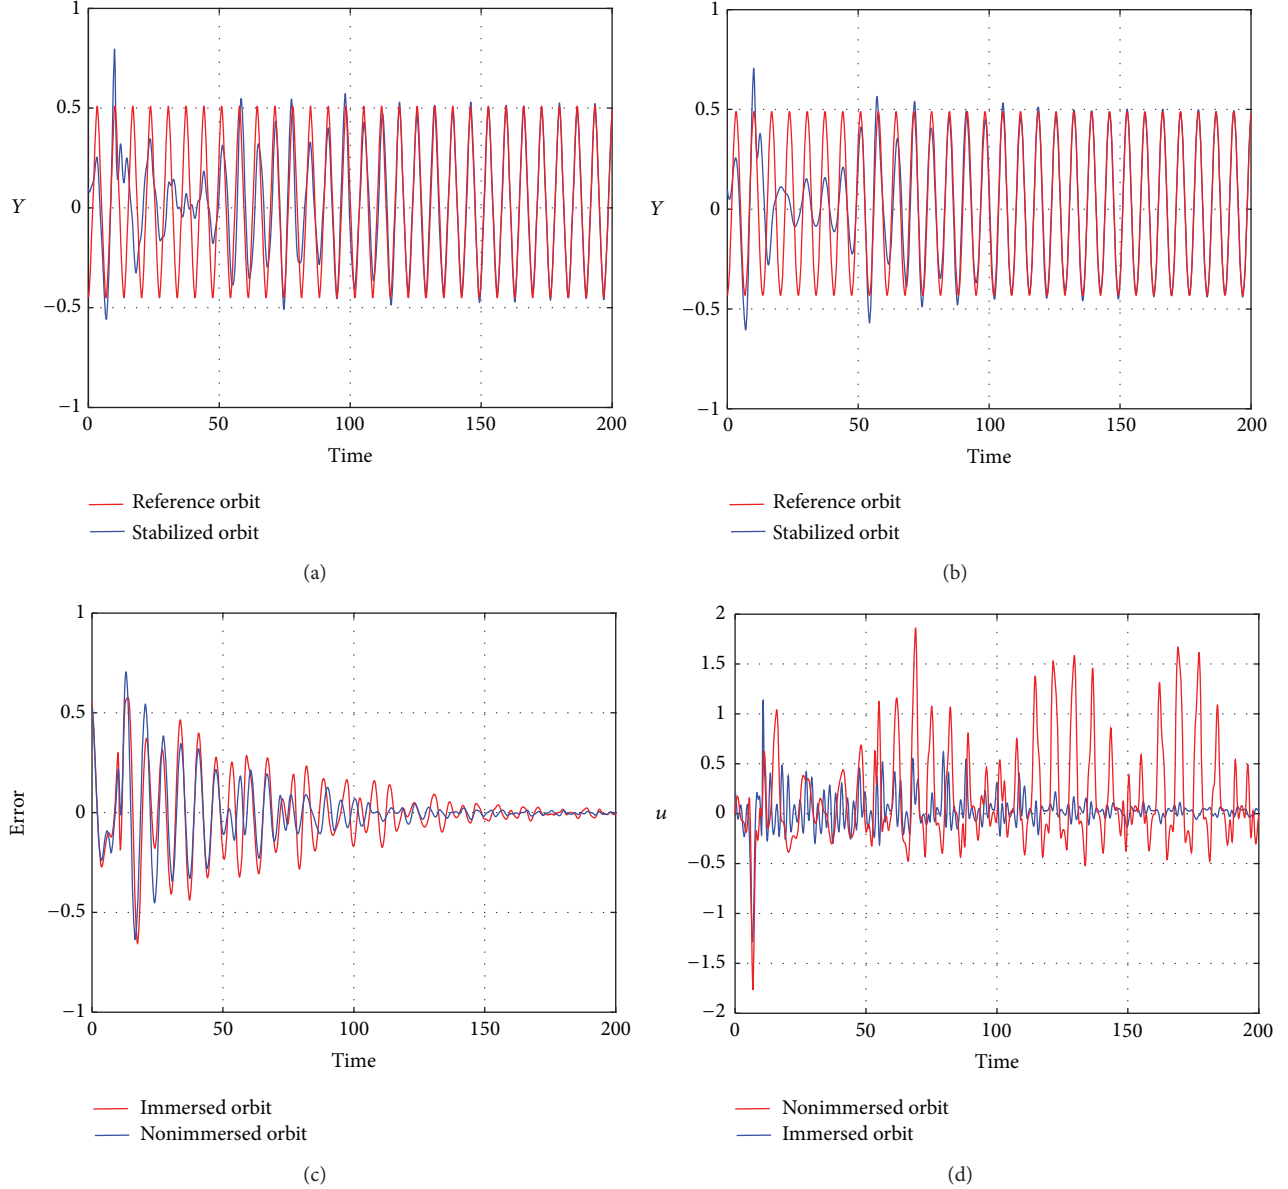 1
0.5
Y
0
−0.5
−1
0
50
100
150
200
Time
Reference orbit
Stabilized orbit
(a)
1
0.5
Y
0
−0.5
−1
0
50
100
150
200
Time
Reference orbit
Stabilized orbit
(b)
1
0.5
Error
0
−0.5
−1
0
50
100
150
200
Time
Immersed orbit
Nonimmersed orbit
(c)
2
1.5
1
0.5
u
0
−0.5
−1
−1.5
−2
0
50
100
150
200
Time
Nonimmersed orbit
Immersed orbit
(d)